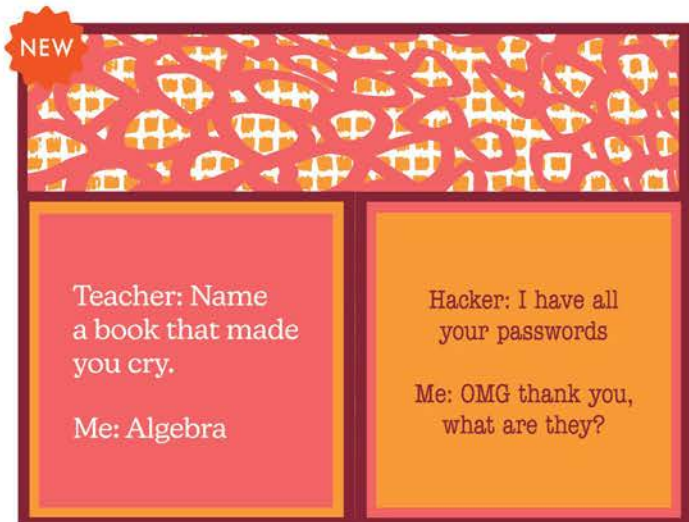 NEW
Teacher: Name
a book that made
you cry.
Me: Algebra
Hacker: I have all
your passwords
Me: OMG thank you,
what are they?